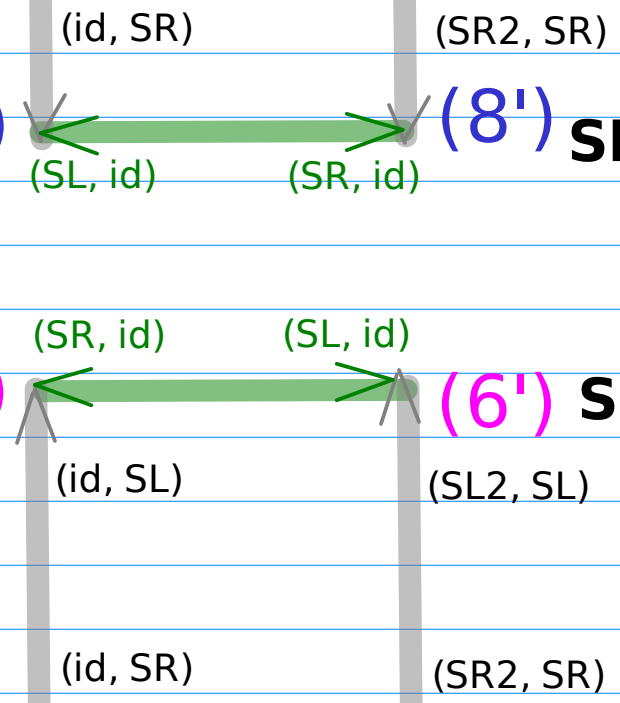 (id, SR) (SR2, SR)
) (8') S
(SL, id) (SR, id)
(SR, id) (SL, id)
) (6') S
(id, SL) (SL2, SL)
(id, SR) (SR2, SR)